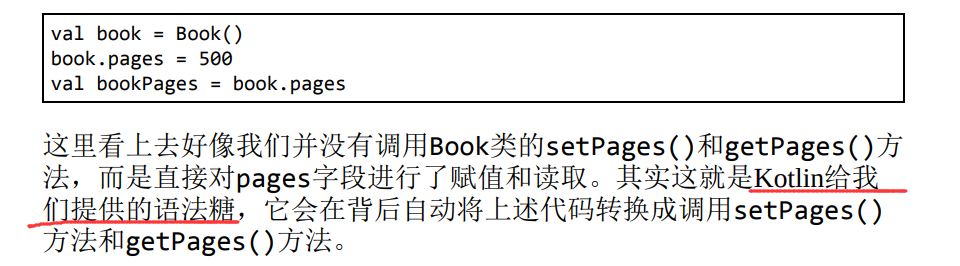 val book = Book()
book.pages = 500
val bookPages = book.pages
这里看上去好像我们并没有调用Book类的setPages()和getPages()方
法，而是直接对pages字段进行了赋值和读取。其实这就是Kotlin给我
们提供的语法糖，它会在背后自动将上述代码转换成调用setPages()
方法和getPages()方法。